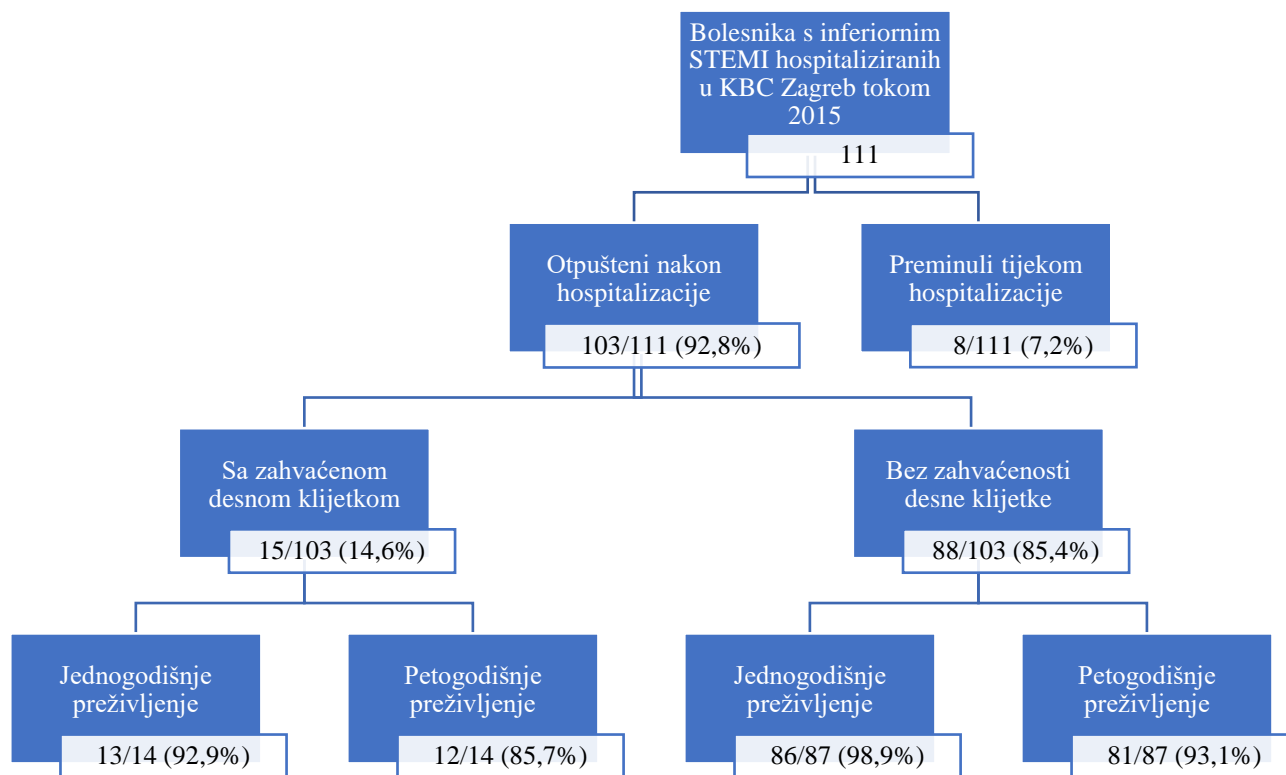 Bolesnika s inferiornim
STEMI hospitaliziranih
u KBC Zagreb tokom
2015
111
Otpušteni nakon
hospitalizacije
103/111 (92,8%)
Preminuli tijekom
hospitalizacije
8/111 (7,2%)
Sa zahvaćenom
desnom klijetkom
15/103 (14,6%)
Bez zahvaćenosti
desne klijetke
88/103 (85,4%)
Jednogodišnje
preživljenje
13/14 (92,9%)
Petogodišnje
preživljenje
12/14 (85,7%)
Jednogodišnje
preživljenje
86/87 (98,9%)
Petogodišnje
preživljenje
81/87 (93,1%)